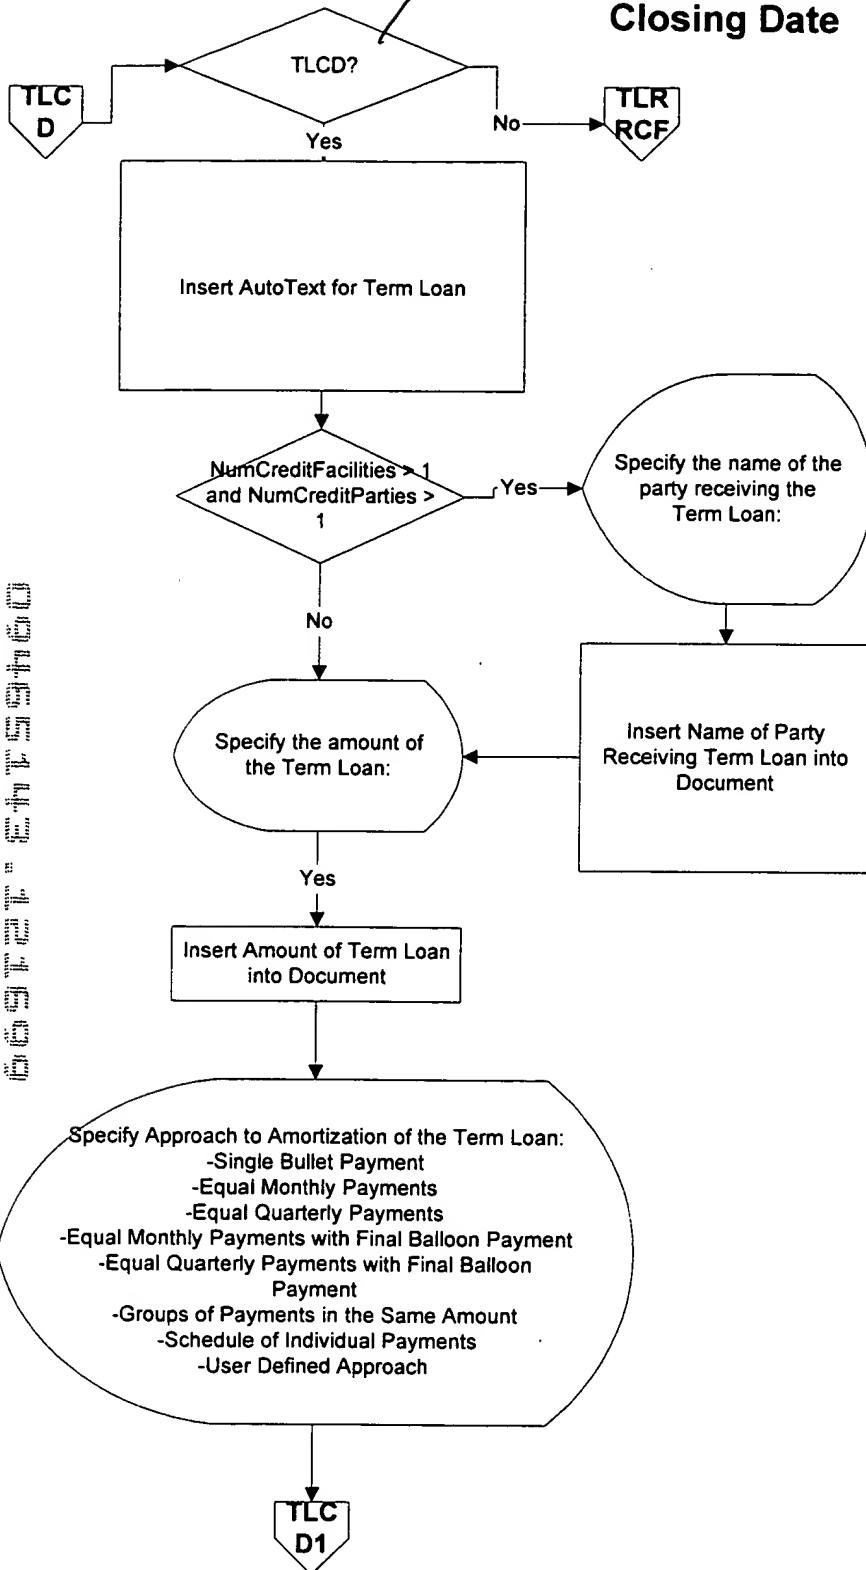 Closing Date
TLCD?
TLC
D
TLR
RCF
No
Yes
Insert AutoText for Term Loan
NumCreditFacilities > 1
and NumCreditParties >
1
Yes
Specify the name of the
party receiving the
Term Loan:
No
Specify the amount of
the Term Loan:
Insert Name of Party
Receiving Term Loan into
Document
Yes
Insert Amount of Term Loan
into Document
Specify Approach to Amortization of the Term Loan:
-Single Bullet Payment
-Equal Monthly Payments
-Equal Quarterly Payments
-Equal Monthly Payments with Final Balloon Payment
-Equal Quarterly Payments with Final Balloon
Payment
-Groups of Payments in the Same Amount
-Schedule of Individual Payments
-User Defined Approach
TLC
D1